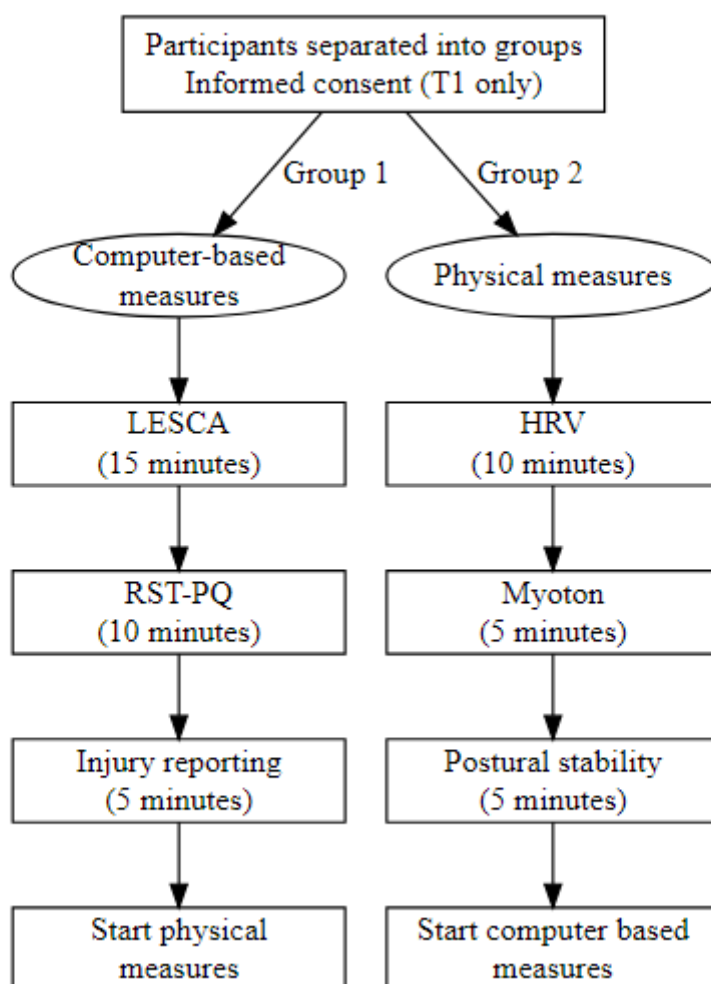 Participants separated into groups
Informed consent (T1 only)
Group 1
Group 2
Computer-based
measures
Physical measures
LESCA
(15 minutes)
HRV
(10 minutes)
RST-PQ
(10 minutes)
Myoton
(5 minutes)
Injury reporting
(5 minutes)
Postural stability
(5 minutes)
Start physical
measures
Start computer based
measures